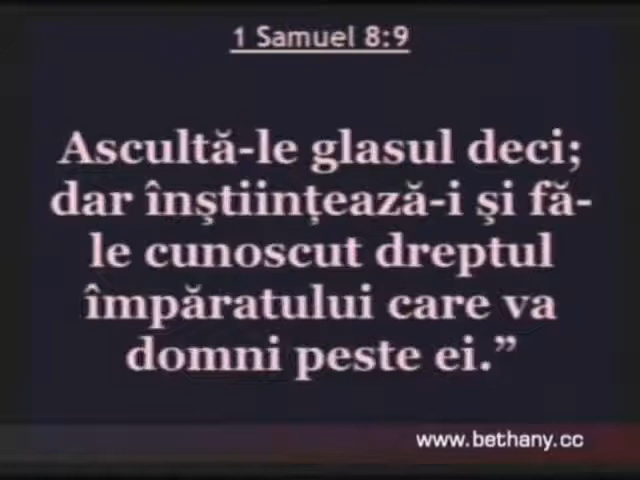 1 Samuel 8:9
Ascultă-le glasul deci;
dar înştiinţează-i şi fă-
le cunoscut dreptul
împăratului care va
domni peste ei.”
www.bethany.cc